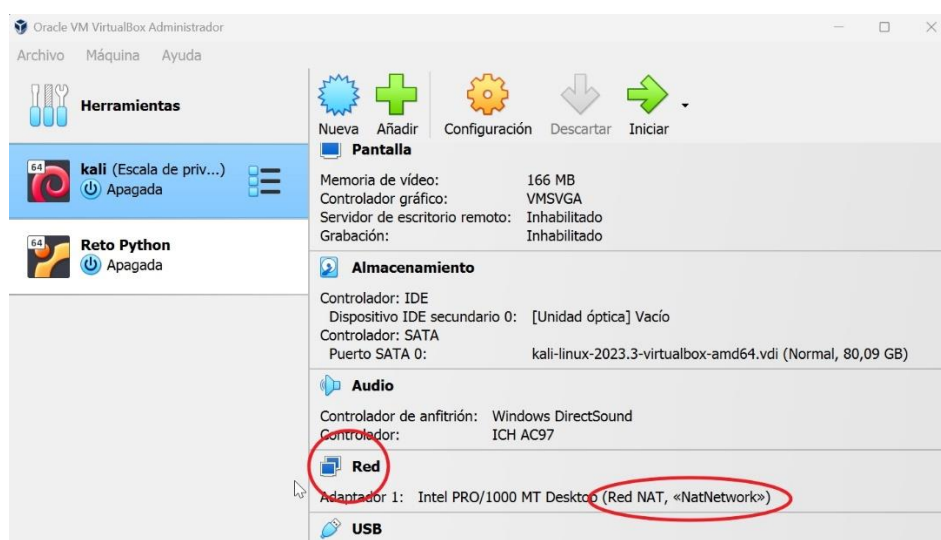 Oracle VM VirtualBox Administrador
Archivo Máquina Ayuda
Herramientas
Nueva Añadir Configuración Descartar Iniciar
64
kali (Escala de priv...)
Apagada
64
Reto Python
Apagada
Pantalla
Memoria de vídeo: 166 MB
Controlador gráfico: VMSVGA
Servidor de escritorio remoto: Inhabilitado
Grabación: Inhabilitado
Almacenamiento
Controlador: IDE
Dispositivo IDE secundario 0: [Unidad óptica] Vacío
Controlador: SATA
Puerto SATA 0: kali-linux-2023.3-virtualbox-amd64.vdi (Normal, 80,09 GB)
Audio
Controlador de anfitrión: Windows DirectSound
Controlador: ICH AC97
Red
Adaptador 1: Intel PRO/1000 MT Desktop (Red NAT, «NatNetwork»)
USB